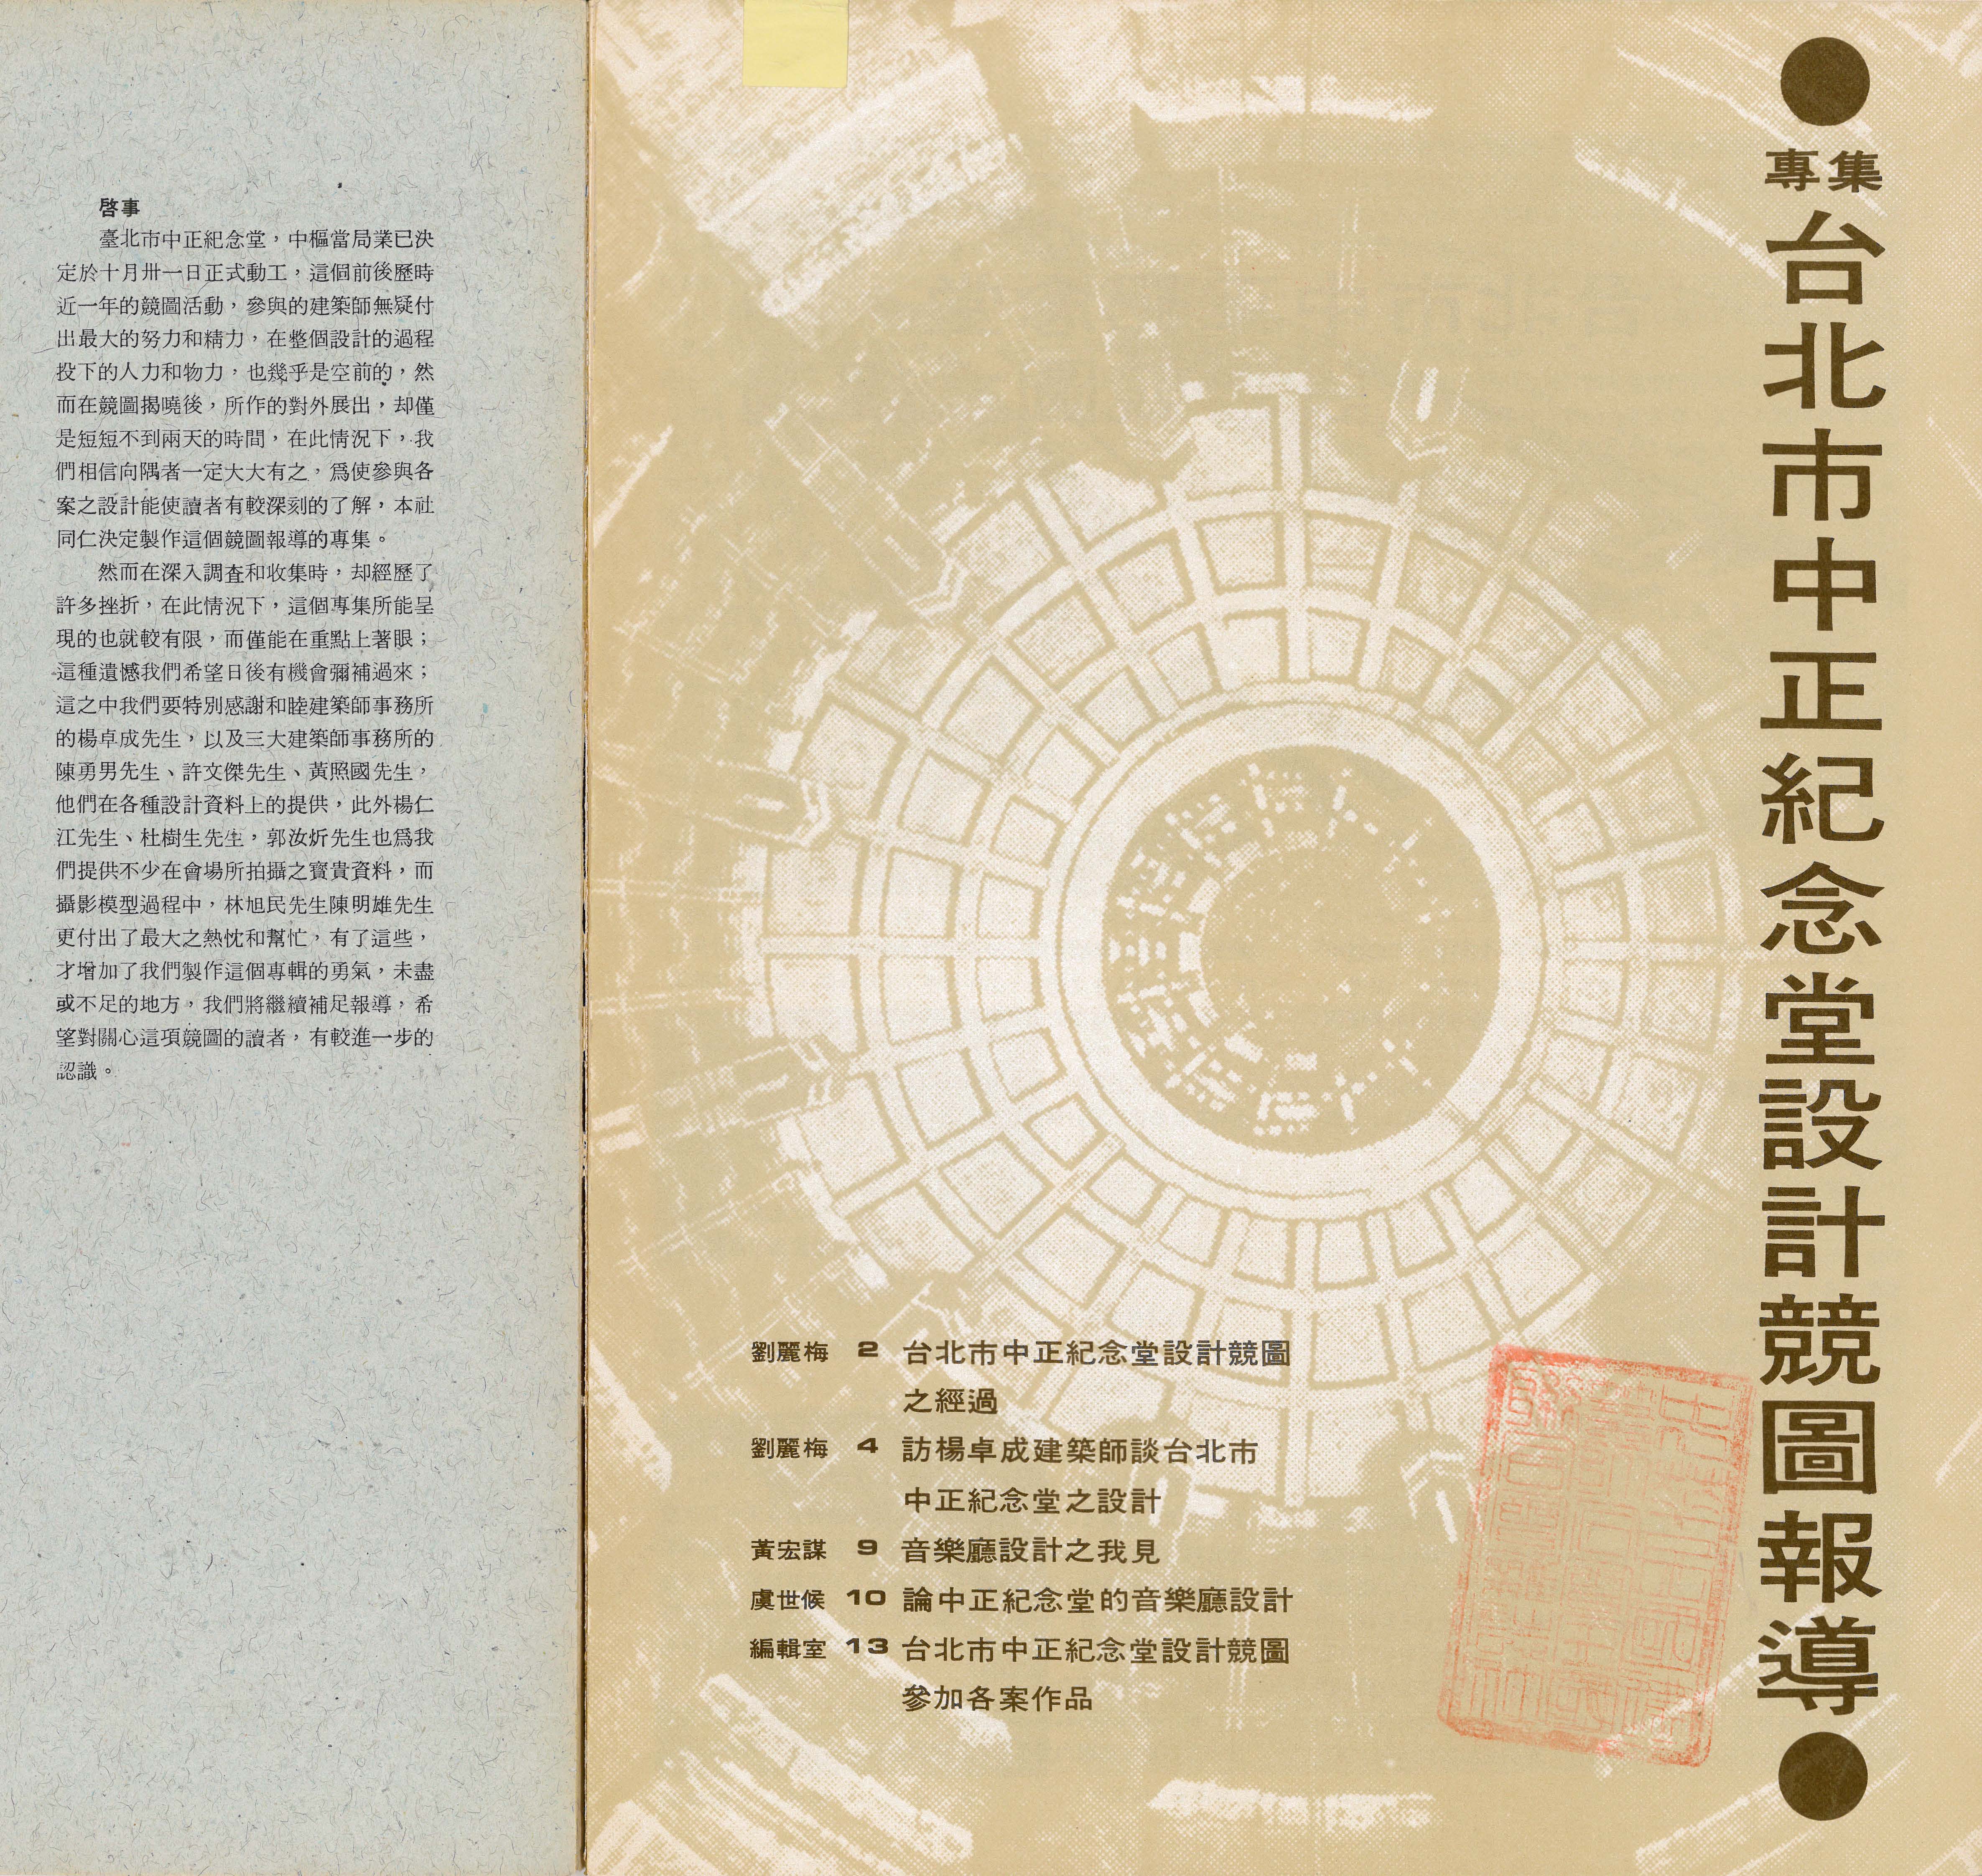 啓事
臺北市中正紀念堂，中樞當局業已決
定於十月卅一日正式動工，這個前後歷時
近一年的競圖活動，參與的建築師無疑付
出最大的努力和精力，在整個設計的過程
投下的人力和物力，也幾乎是空前的，然
而在競圖揭曉後，所作的對外展出，却僅
是短短不到兩天的時間，在此情況下，我
們相信向隅者一定大大有之，爲使參與各
案之設計能使讀者有較深刻的了解，本社
同仁決定製作這個競圖報導的專集。
然而在深入調查和收集時，却經歷了
許多挫折，在此情況下，這個專集所能呈
現的也就較有限，而僅能在重點上著眼；
這種遺憾我們希望日後有機會彌補過來；
這之中我們要特別感謝和睦建築師事務所
的楊卓成先生，以及三大建築師事務所的
陳勇男先生、許文傑先生、黃照國先生，
他們在各種設計資料上的提供，此外楊仁
江先生、杜樹生先生，郭汝炘先生也爲我
們提供不少在會場所拍攝之寶貴資料，而
攝影模型過程中，林旭民先生陳明雄先生
更付出了最大之熱忱和幫忙，有了這些，
才增加了我們製作這個專輯的勇氣，未盡
或不足的地方，我們將繼續補足報導，希
望對關心這項競圖的讀者，有較進一步的
認識。
專集
台北市中正紀念堂設計競圖報導
劉麗梅 2 台北市中正紀念堂設計競圖
之經過
劉麗梅 4 訪楊卓成建築師談台北市
中正紀念堂之設計
黃宏謀 9 音樂廳設計之我見
虞世候 10 論中正紀念堂的音樂廳設計
編輯室 13 台北市中正紀念堂設計競圖
參加各案作品